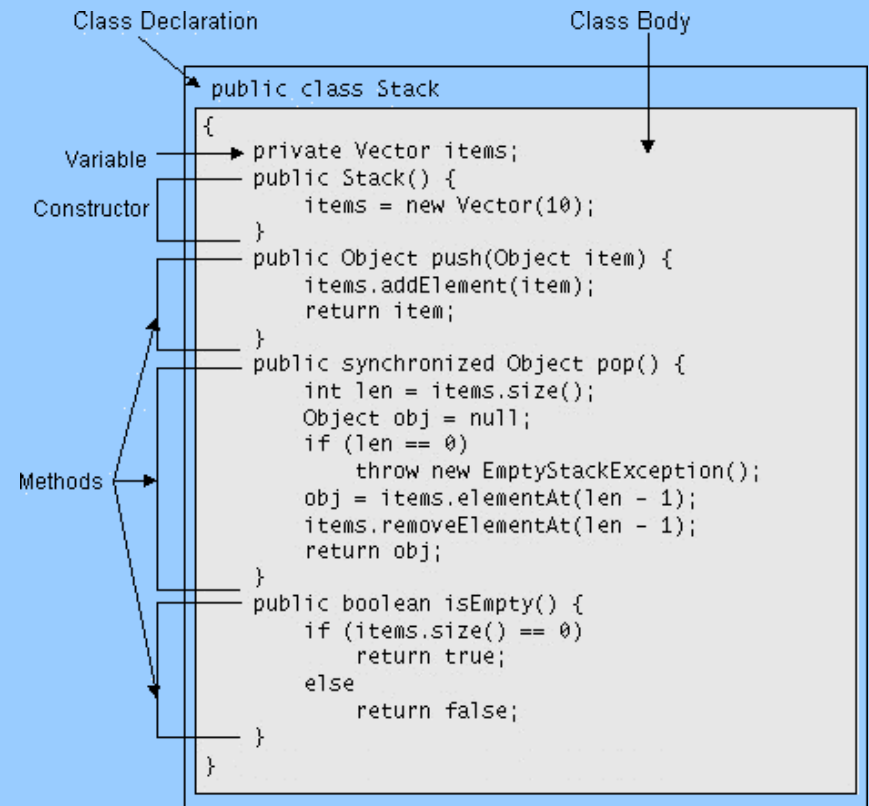 Class Declaration Class Body
public class Stack
{
Variable private Vector items;
public Stack() {
Constructor items = new Vector(10);
}
public Object push(Object item) {
items.addElement(item);
return item;
}
public synchronized Object pop() {
int len = items.size();
Object obj = null;
if (len == 0)
throw new EmptyStackException();
Methods obj = items.elementAt(len - 1);
items.removeElementAt(len - 1);
return obj;
}
public boolean isEmpty() {
if (items.size() == 0)
return true;
else
return false;
}
}